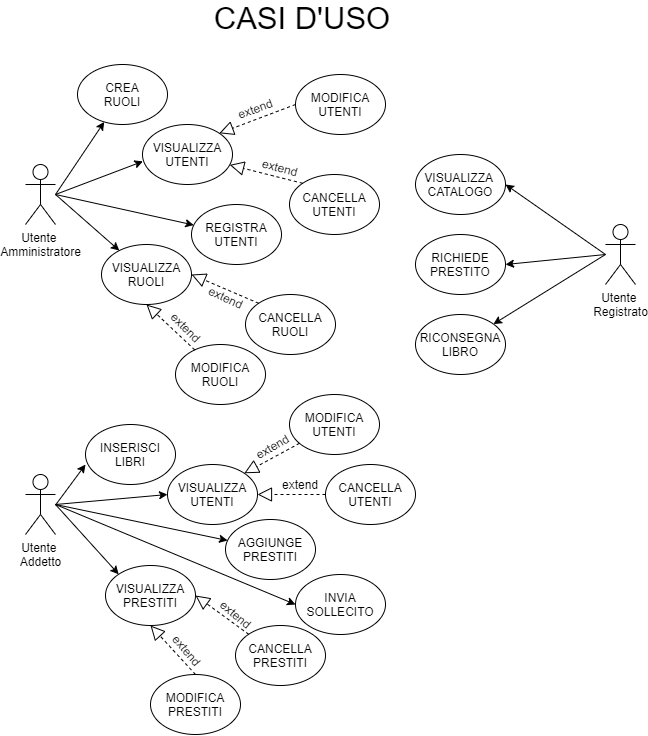 CASI D'USO
CREA
RUOLI
MODIFICA
UTENTI
extend
VISUALIZZA
UTENTI
extend
CANCELLA
UTENTI
Utente
Amministratore
REGISTRA
UTENTI
VISUALIZZA
RUOLI
extend
CANCELLA
RUOLI
extend
MODIFICA
RUOLI
VISUALIZZA
CATALOGO
RICHIEDE
PRESTITO
Utente
Registrato
RICONSEGNA
LIBRO
MODIFICA
UTENTI
INSERISCI
LIBRI
extend
VISUALIZZA
UTENTI
extend
CANCELLA
UTENTI
Utente
Addetto
AGGIUNGE
PRESTITI
VISUALIZZA
PRESTITI
INVIA
SOLLECITO
extend
CANCELLA
PRESTITI
extend
MODIFICA
PRESTITI